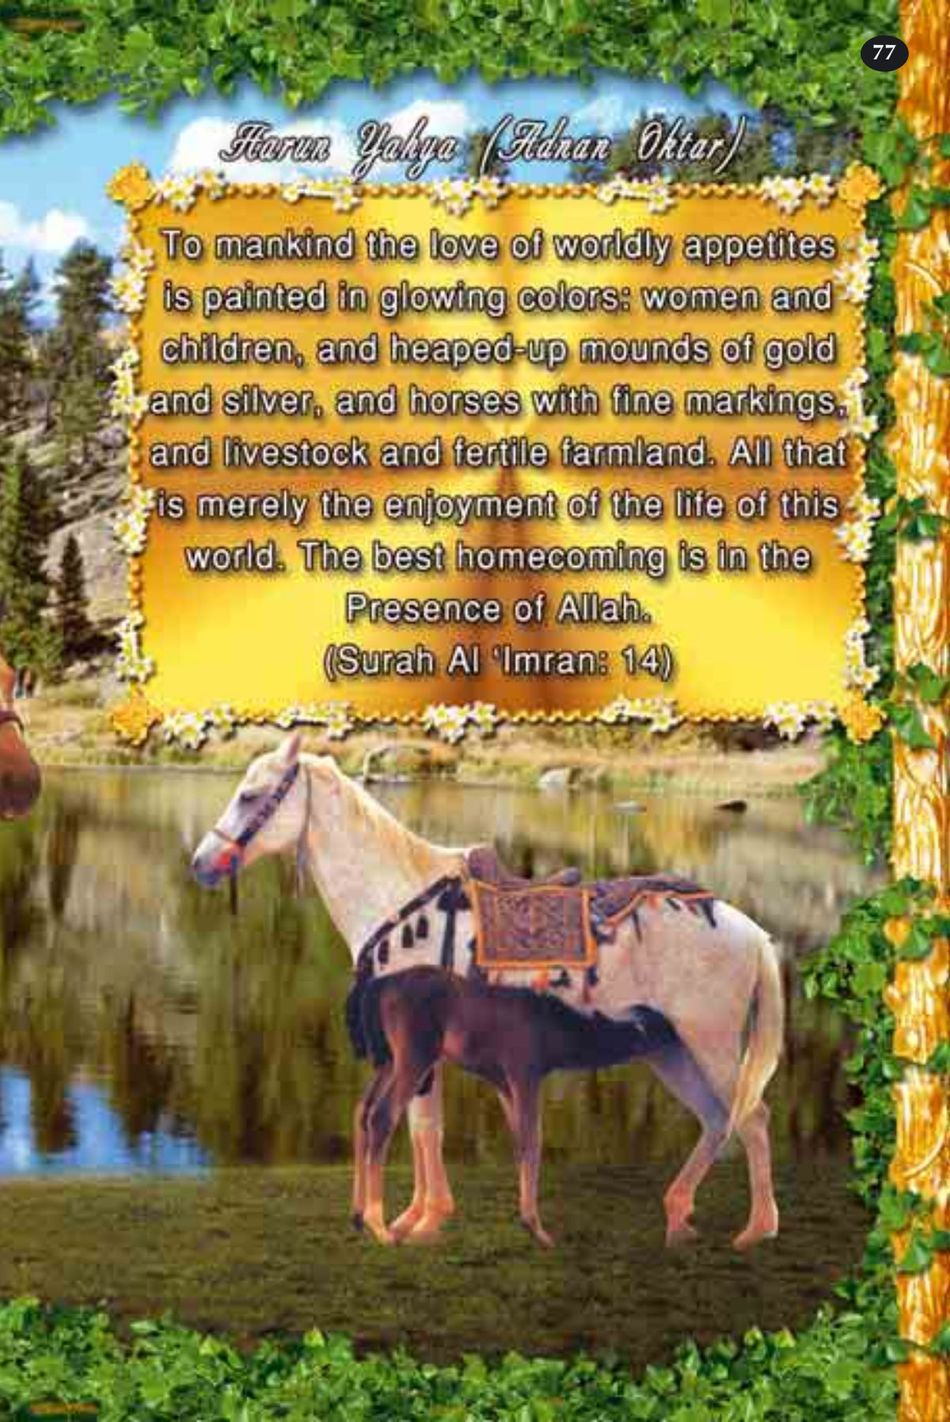 77
Harun Yahya (Adnan Oktar)
To mankind the love of worldly appetites
is painted in glowing colors: women and
children, and heaped-up mounds of gold
and silver, and horses with fine markings,
and livestock and fertile farmland. All that
is merely the enjoyment of the life of this
world. The best homecoming is in the
Presence of Allah.
(Surah Al 'Imran: 14)